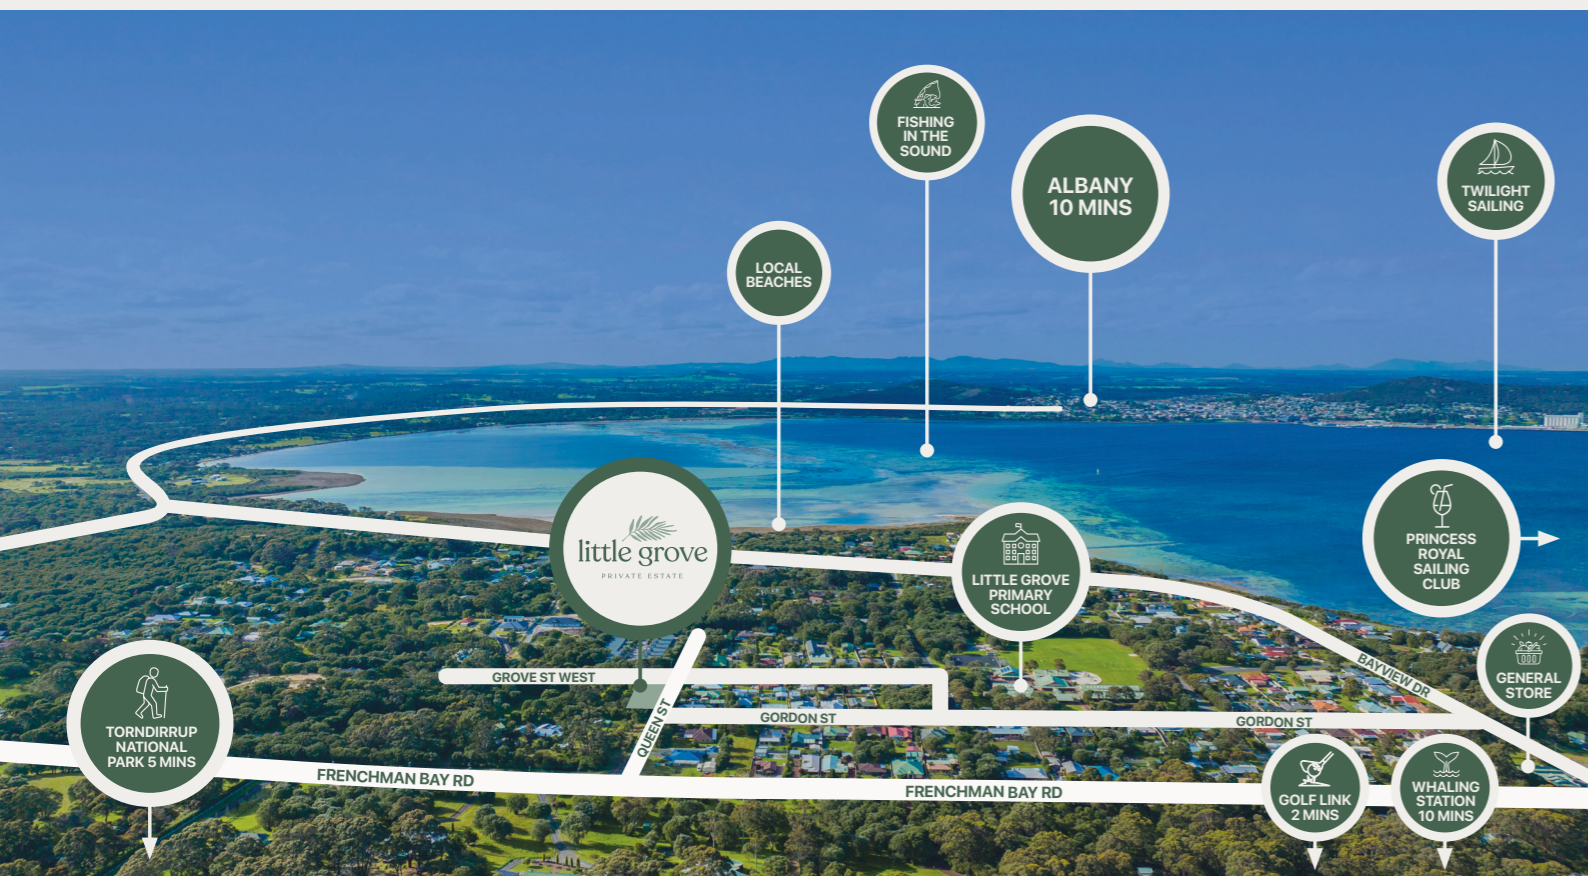 FISHING
IN THE
SOUND
ALBANY
10 MINS
TWILIGHT
SAILING
LOCAL
BEACHES
little grove
PRIVATE ESTATE
PRINCESS
ROYAL
SAILING
CLUB
LITTLE GROVE
PRIMARY
SCHOOL
GENERAL
STORE
BAYVIEW DR
GROVE ST WEST
QUEEN ST
GORDON ST
GORDON ST
TORNDIRRUP
NATIONAL
PARK 5 MINS
FRENCHMAN BAY RD
FRENCHMAN BAY RD
GOLF LINK
2 MINS
WHALING
STATION
10 MINS